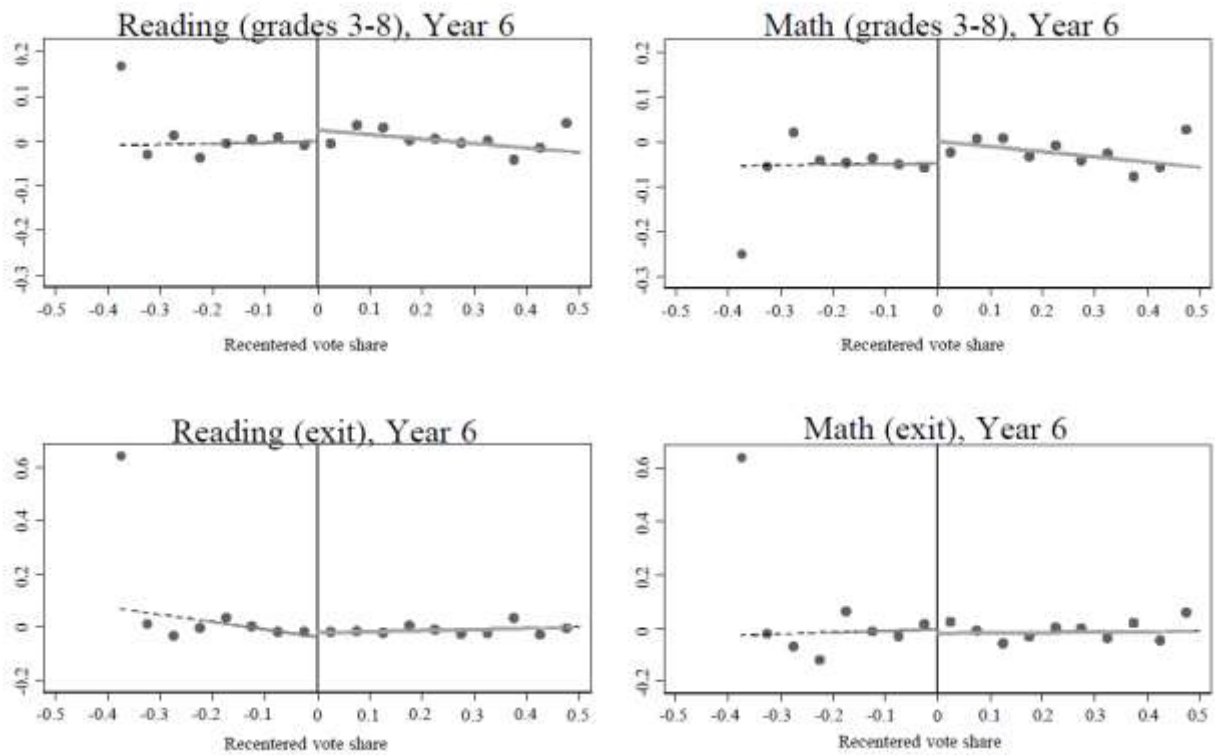 Reading (grades 3-8), Year 6
0.2
0.1
0
-0.1
-0.2
-0.3
-0.5 -0.4 -0.3 -0.2 -0.1 0 0.1 0.2 0.3 0.4 0.5
Recentered vote share
Math (grades 3-8), Year 6
0.2
0.1
0
-0.1
-0.2
-0.3
-0.5 -0.4 -0.3 -0.2 -0.1 0 0.1 0.2 0.3 0.4 0.5
Recentered vote share
Reading (exit), Year 6
0.6
0.4
0.2
0
-0.2
-0.5 -0.4 -0.3 -0.2 -0.1 0 0.1 0.2 0.3 0.4 0.5
Recentered vote share
Math (exit), Year 6
0.6
0.4
0.2
0
-0.2
-0.5 -0.4 -0.3 -0.2 -0.1 0 0.1 0.2 0.3 0.4 0.5
Recentered vote share